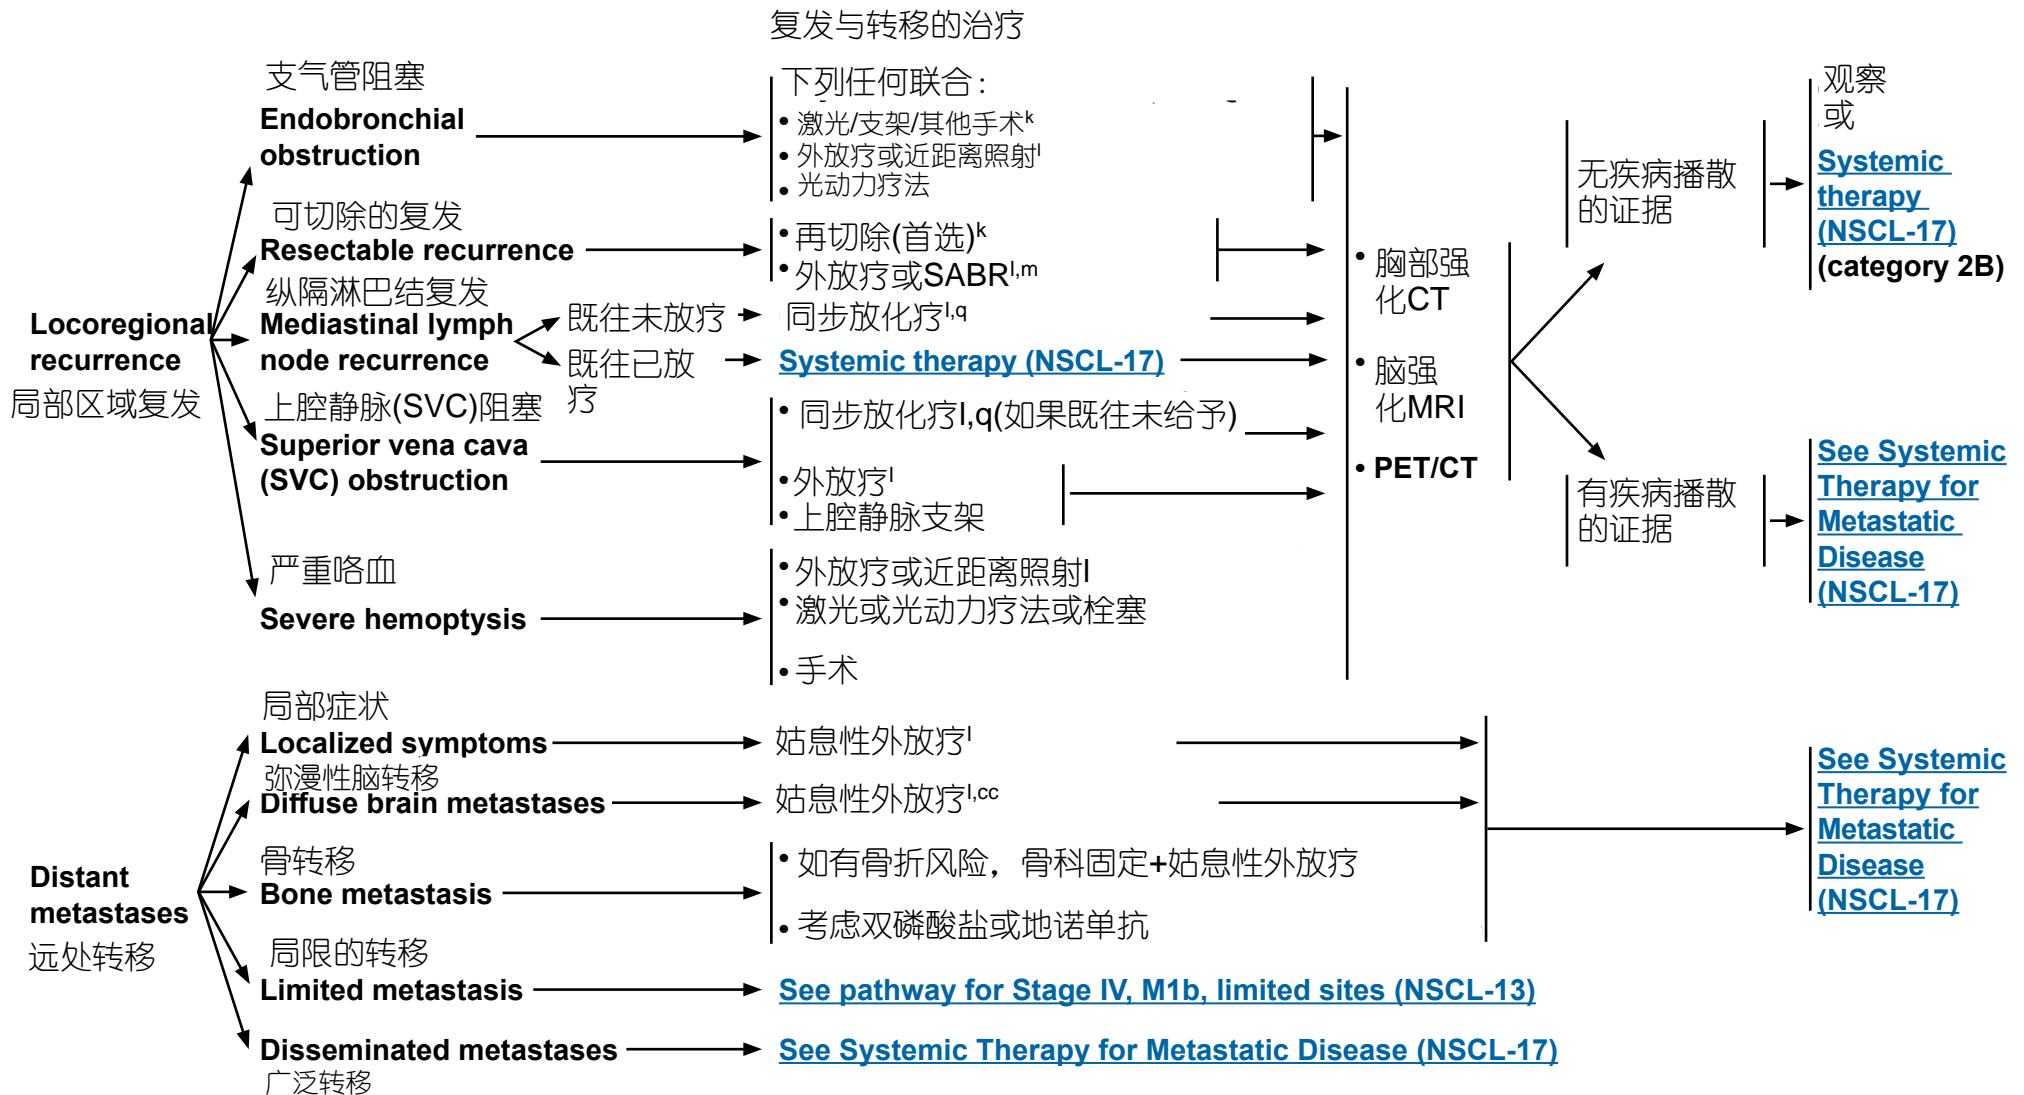 复发与转移的治疗
支气管阻塞
Endobronchial
obstruction
下列任何联合：
• 激光/支架/其他手术k
• 外放疗或近距离照射l
• 光动力疗法
可切除的复发
Resectable recurrence
• 再切除(首选)k
• 外放疗或SABRl,m
纵隔淋巴结复发
Mediastinal lymph
node recurrence
既往未放疗
同步放化疗l,q
既往已放
疗
Systemic therapy (NSCL-17)
Locoregional
recurrence
局部区域复发
上腔静脉(SVC)阻塞
Superior vena cava
(SVC) obstruction
• 同步放化疗l,q(如果既往未给予)
• 外放疗l
• 上腔静脉支架
严重咯血
Severe hemoptysis
• 外放疗或近距离照射l
• 激光或光动力疗法或栓塞
• 手术
• 胸部强
化CT
• 脑强
化MRI
• PET/CT
无疾病播散
的证据
观察
或
Systemic
therapy
(NSCL-17)
(category 2B)
有疾病播散
的证据
See Systemic
Therapy for
Metastatic
Disease
(NSCL-17)
Distant
metastases
远处转移
局部症状
Localized symptoms
姑息性外放疗l
弥漫性脑转移
Diffuse brain metastases
姑息性外放疗l,cc
骨转移
Bone metastasis
• 如有骨折风险，骨科固定+姑息性外放疗
• 考虑双磷酸盐或地诺单抗
See Systemic
Therapy for
Metastatic
Disease
(NSCL-17)
局限的转移
Limited metastasis
See pathway for Stage IV, M1b, limited sites (NSCL-13)
Disseminated metastases
广泛转移
See Systemic Therapy for Metastatic Disease (NSCL-17)